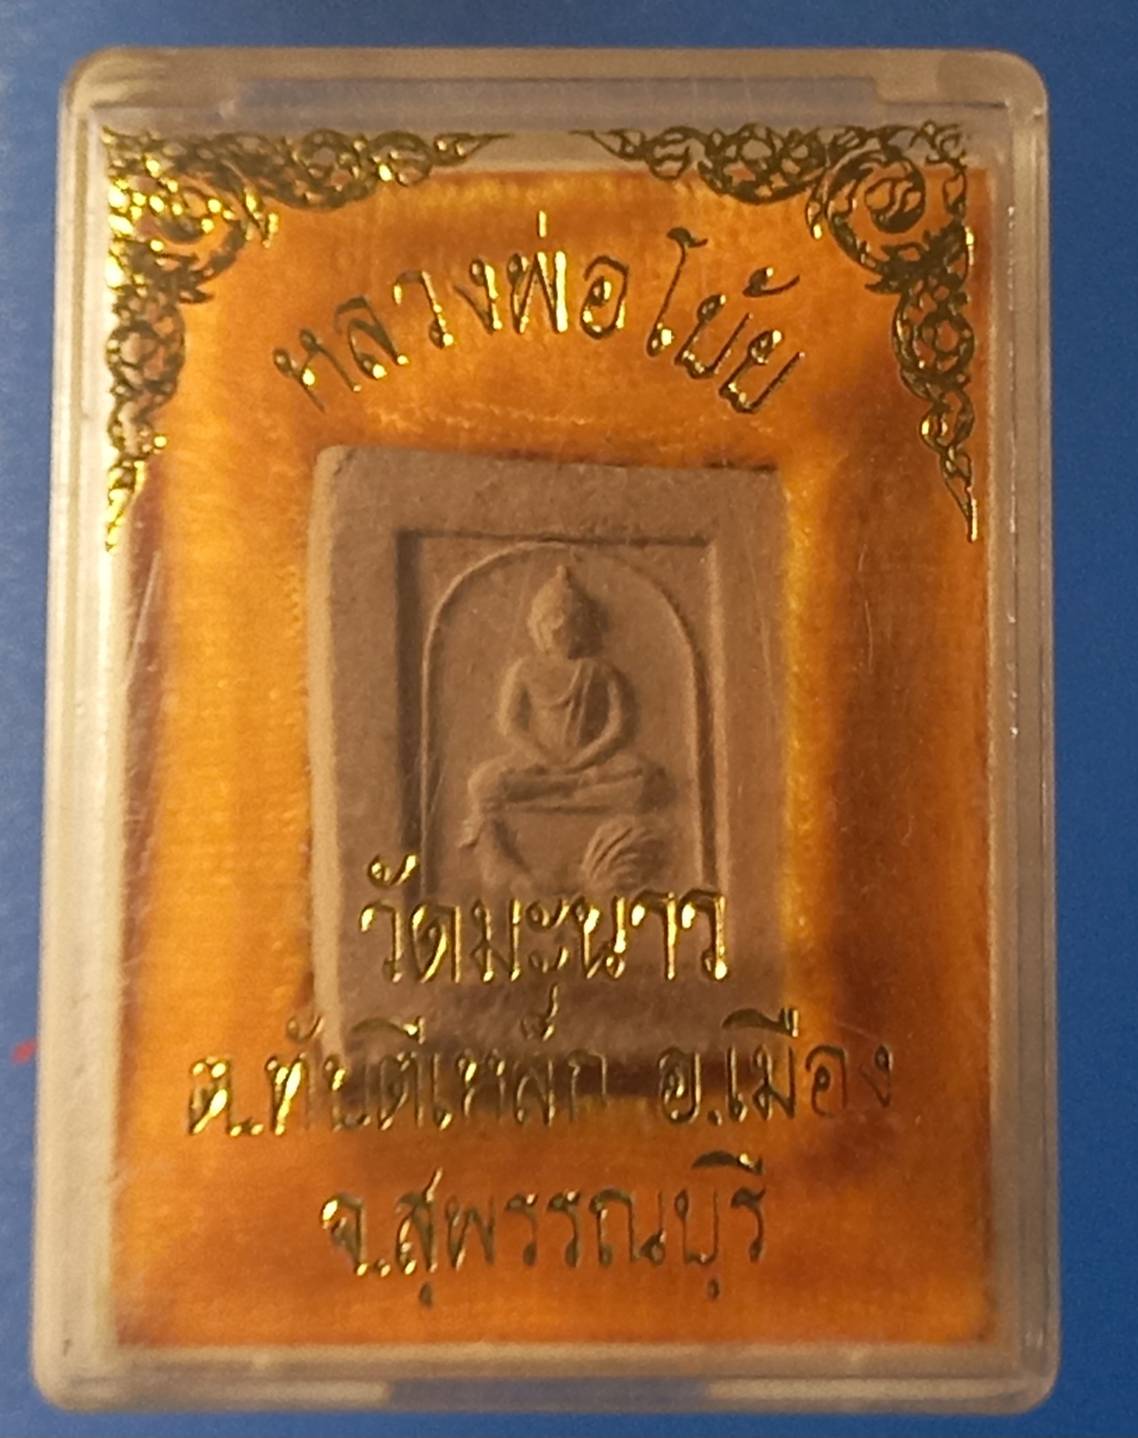 หลวงพ่อโบ้ย
วัดมะนาว
ต.ทับตีเหล็ก อ.เมือง
จ.สุพรรณบุรี